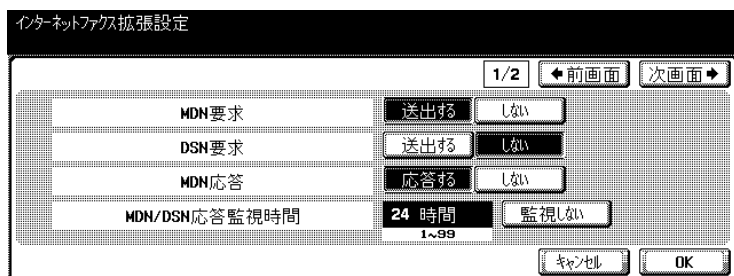 インターネットファクス拡張設定
1/2 ←前画面 次画面→
MDN要求 送出する しない
DSN要求 送出する しない
MDN応答 応答する しない
MDN/DSN応答監視時間 24 時間 監視しない
1~99
キャンセル OK